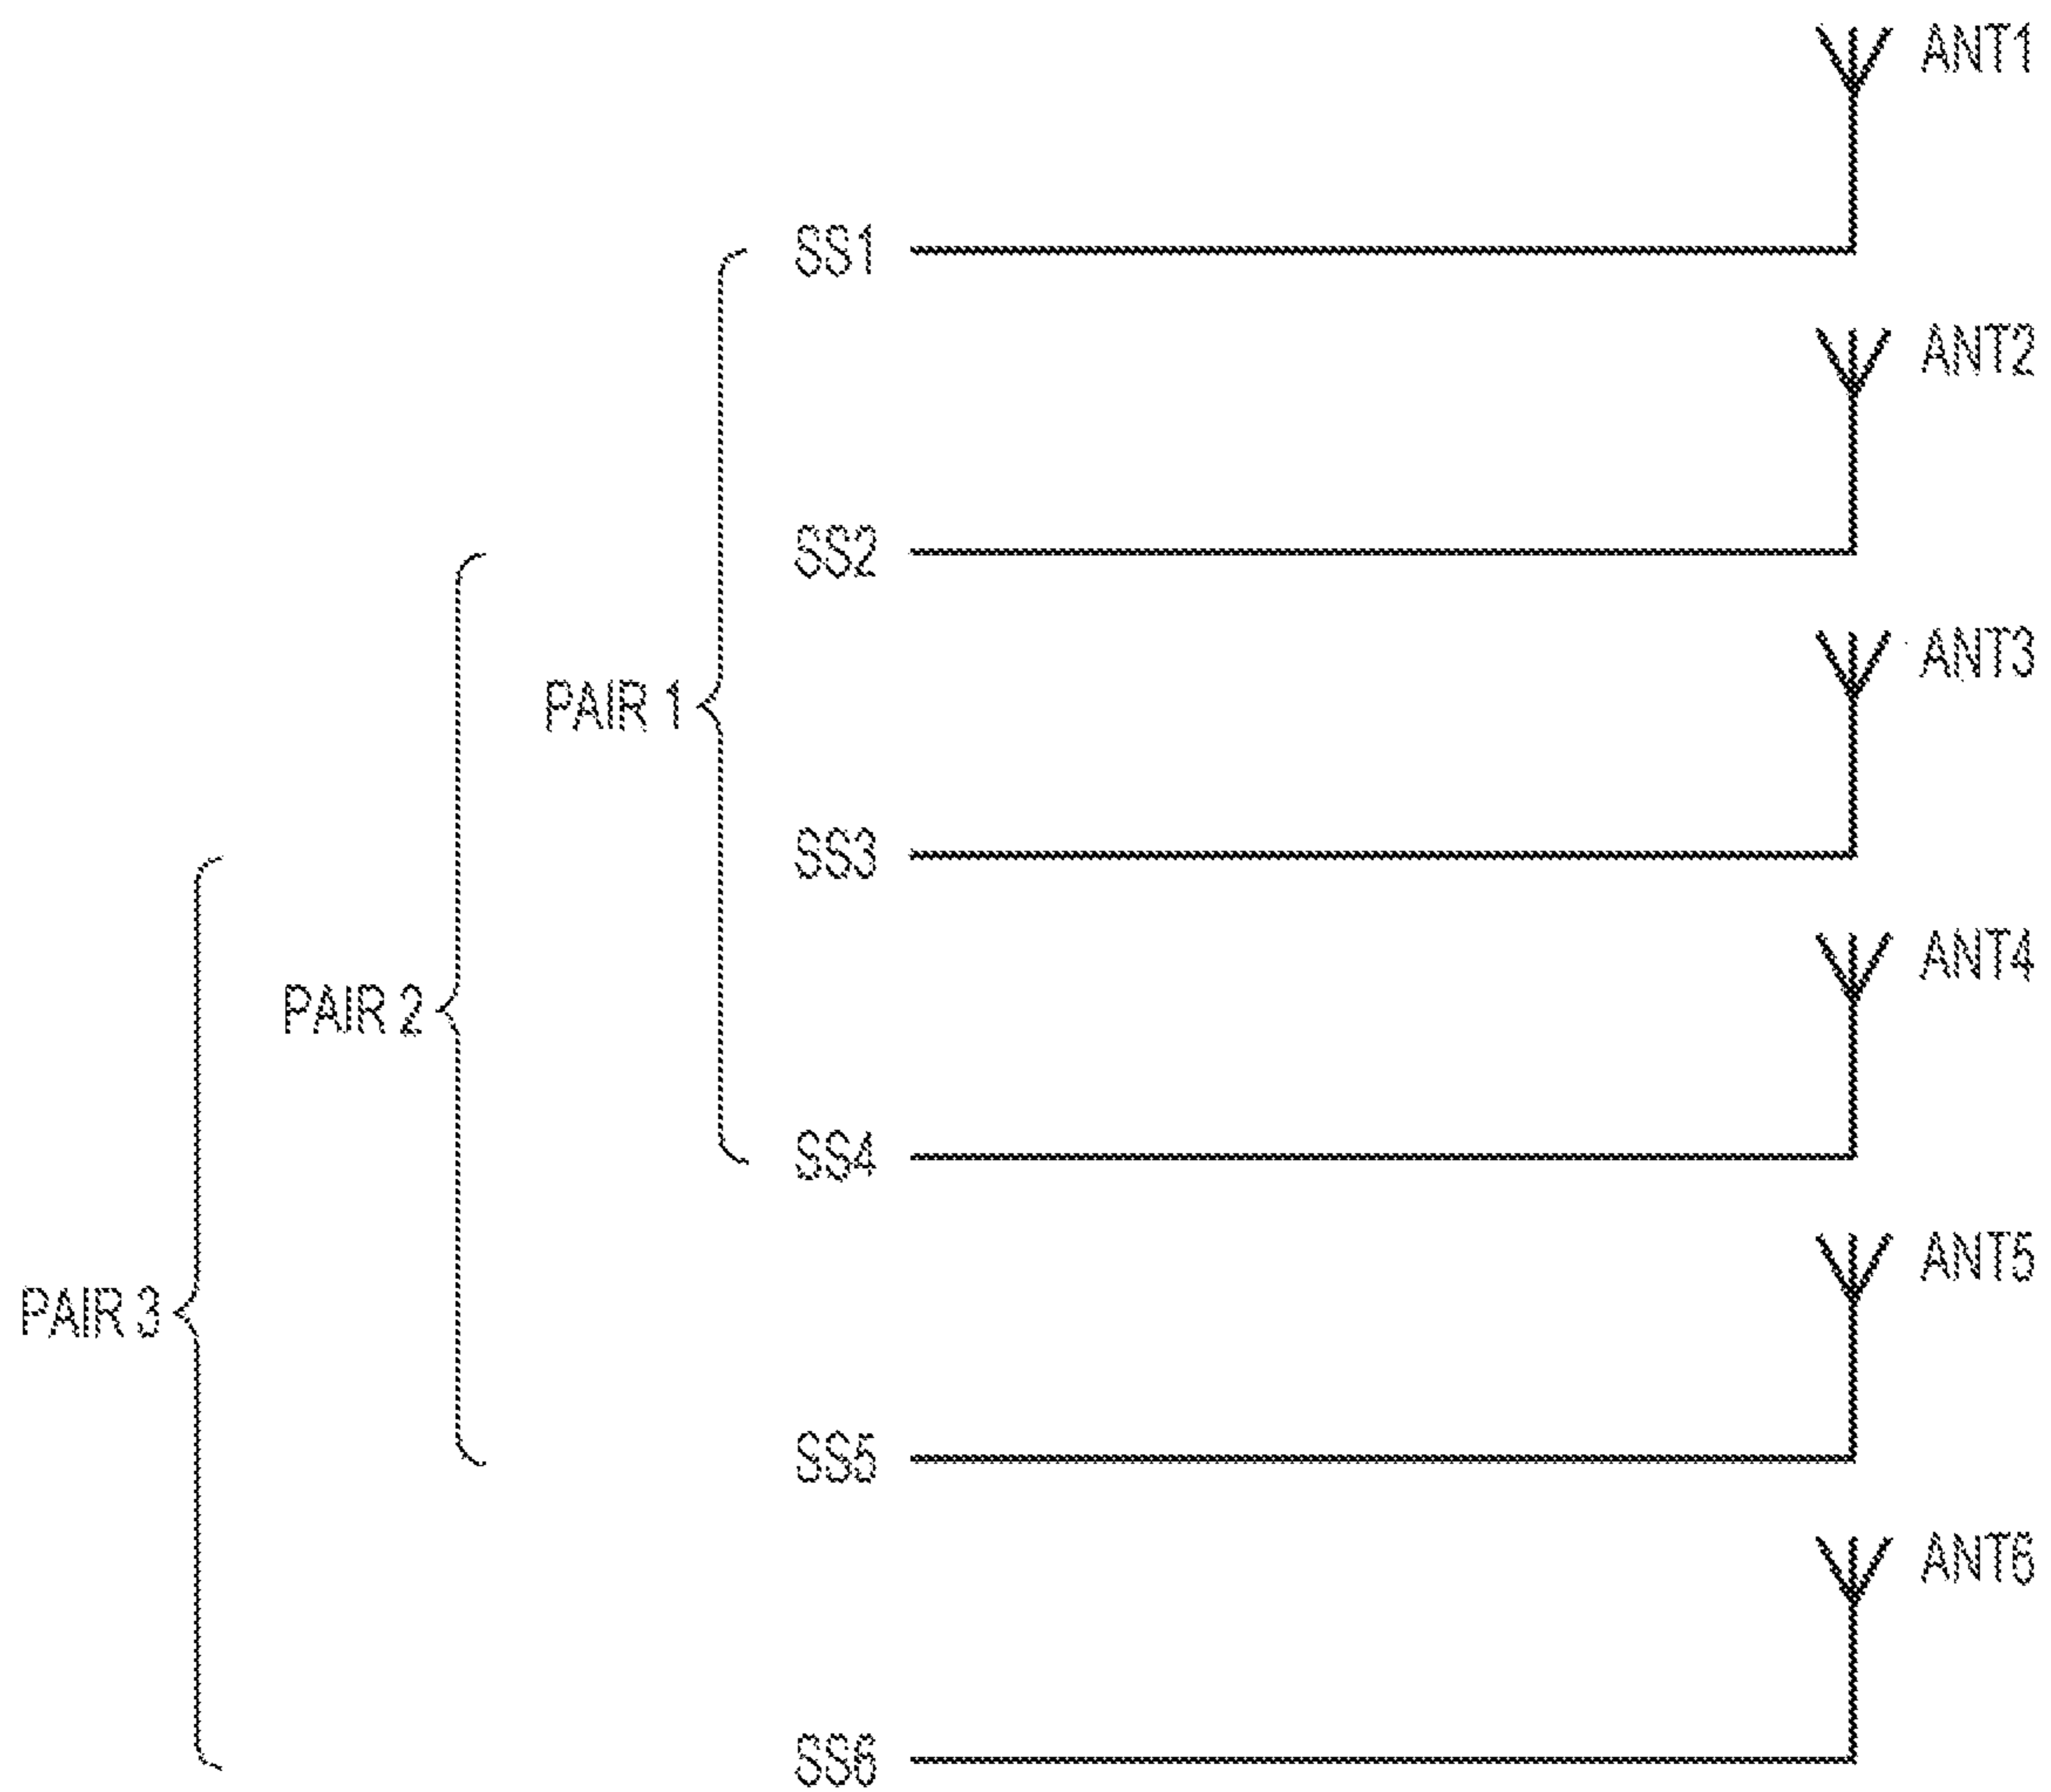 ANT1
SS1
ANT2
SS2
ANT3
PAIR 1
SS3
ANT4
PAIR 2
SS4
ANT5
PAIR 3
SS5
ANT6
SS6